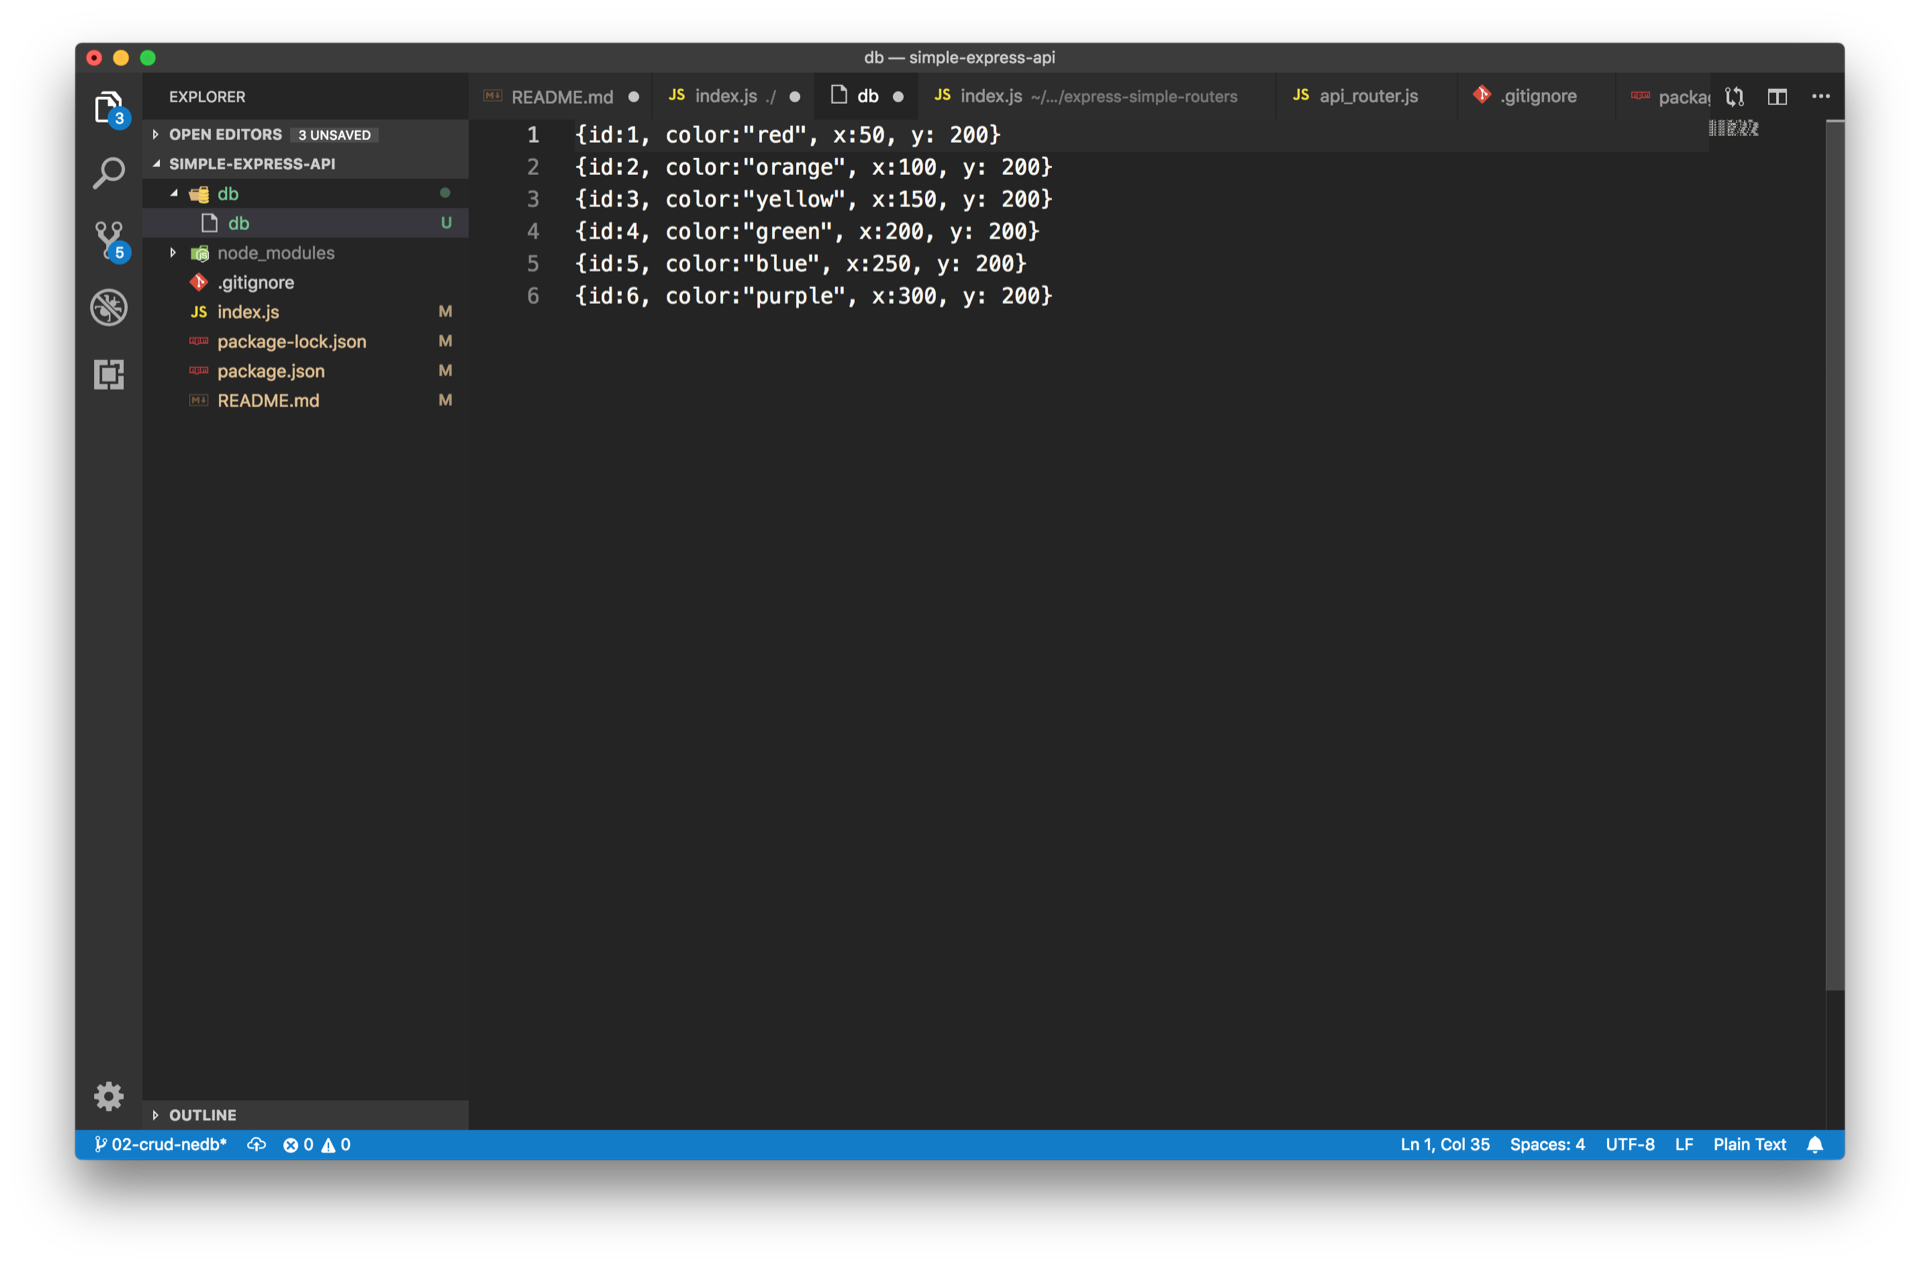 db — simple-express-api
EXPLORER
OPEN EDITORS 3 UNSAVED
SIMPLE-EXPRESS-API
db
db U
node_modules
.gitignore
JS index.js M
package-lock.json M
package.json M
README.md M
OUTLINE
3
5
README.md
JS index.js ./
db
JS index.js ~/.../express-simple-routers
JS api_router.js
.gitignore
packag
1 {id:1, color:"red", x:50, y: 200}
2 {id:2, color:"orange", x:100, y: 200}
3 {id:3, color:"yellow", x:150, y: 200}
4 {id:4, color:"green", x:200, y: 200}
5 {id:5, color:"blue", x:250, y: 200}
6 {id:6, color:"purple", x:300, y: 200}
02-crud-nedb* 0 0 Ln 1, Col 35 Spaces: 4 UTF-8 LF Plain Text